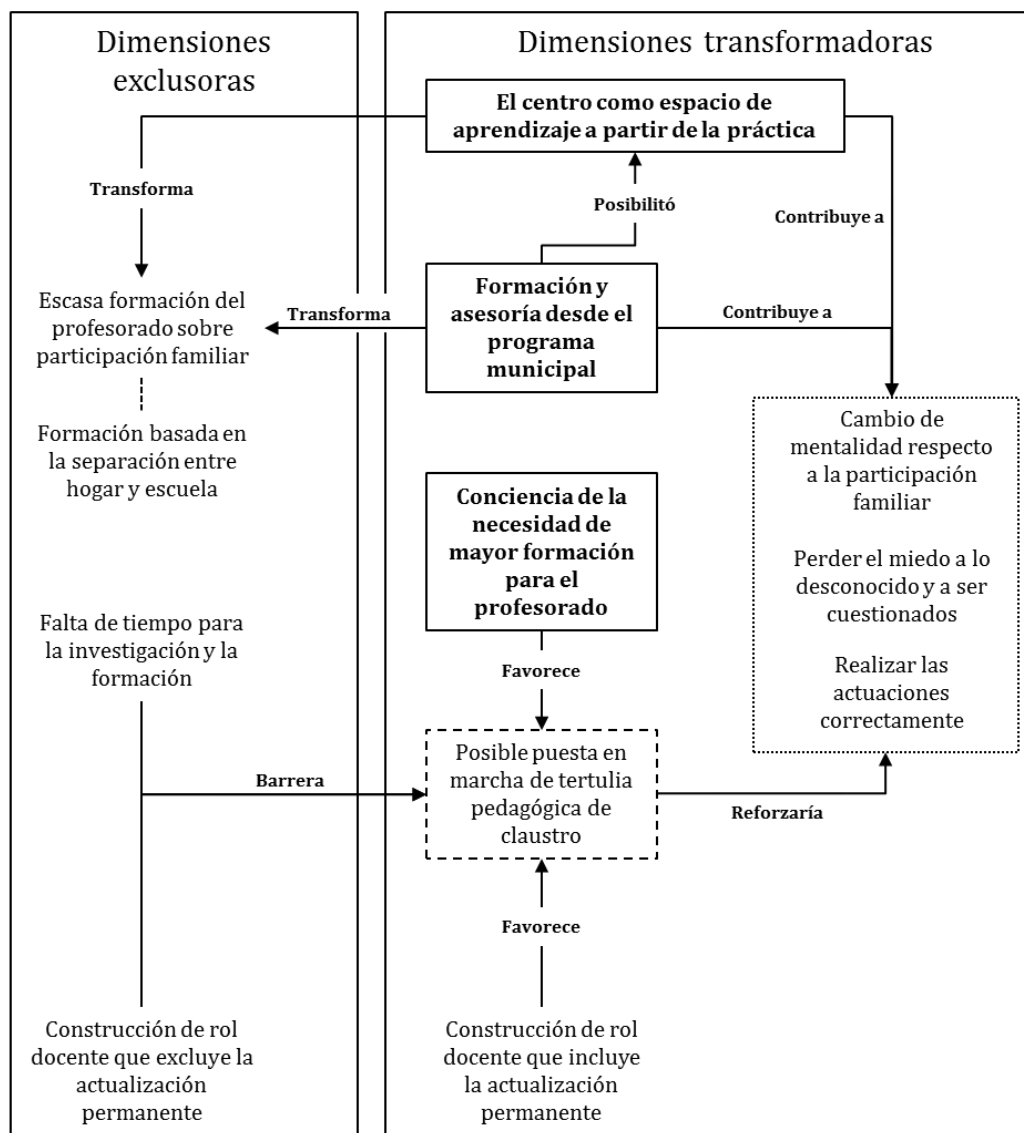 Dimensiones
exclusoras
Transforma
Escasa formación del
profesorado sobre
participación familiar
Formación basada en
la separación entre
hogar y escuela
Falta de tiempo para
la investigación y la
formación
Barrera
Construcción de rol
docente que excluye la
actualización
permanente
Dimensiones transformadoras
El centro como espacio de
aprendizaje a partir de la práctica
Posibilitó
Contribuye a
Transforma
Formación y
asesoría desde el
programa
municipal
Contribuye a
Conciencia de la
necesidad de
mayor formación
para el
profesorado
Favorece
Posible puesta en
marcha de tertulia
pedagógica de
claustro
Favorece
Construcción de rol
docente que incluye
la actualización
permanente
Cambio de
mentalidad respecto
a la participación
familiar
Perder el miedo a lo
desconocido y a ser
cuestionados
Realizar las
actuaciones
correctamente
Reforzaría